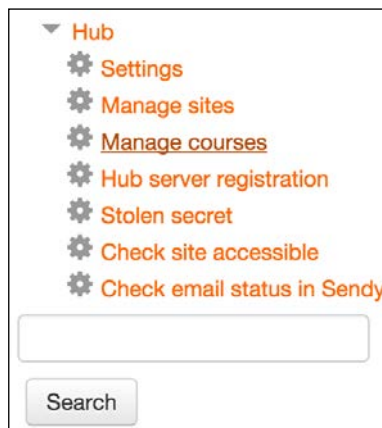 Hub
Settings
Manage sites
Manage courses
Hub server registration
Stolen secret
Check site accessible
Check email status in Sendy
Search